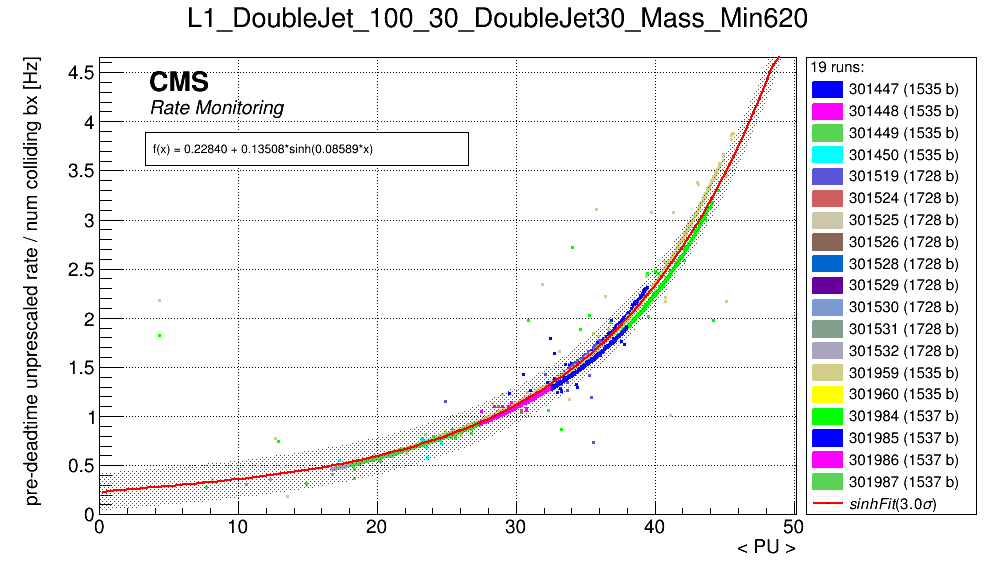 L1_DoubleJet_100_30_DoubleJet30_Mass_Min620
pre-deadtime unprescaled rate / num colliding bx [Hz]
CMS
Rate Monitoring
f(x) = 0.22840 + 0.13508*sinh(0.08589*x)
4.5
4
3.5
3
2.5
2
1.5
1
0.5
0
0
10
20
30
40
50
< PU >
19 runs:
301447 (1535 b)
301448 (1535 b)
301449 (1535 b)
301450 (1535 b)
301519 (1728 b)
301524 (1728 b)
301525 (1728 b)
301526 (1728 b)
301528 (1728 b)
301529 (1728 b)
301530 (1728 b)
301531 (1728 b)
301532 (1728 b)
301959 (1535 b)
301960 (1535 b)
301984 (1537 b)
301985 (1537 b)
301986 (1537 b)
301987 (1537 b)
sinhFit(3.0σ)